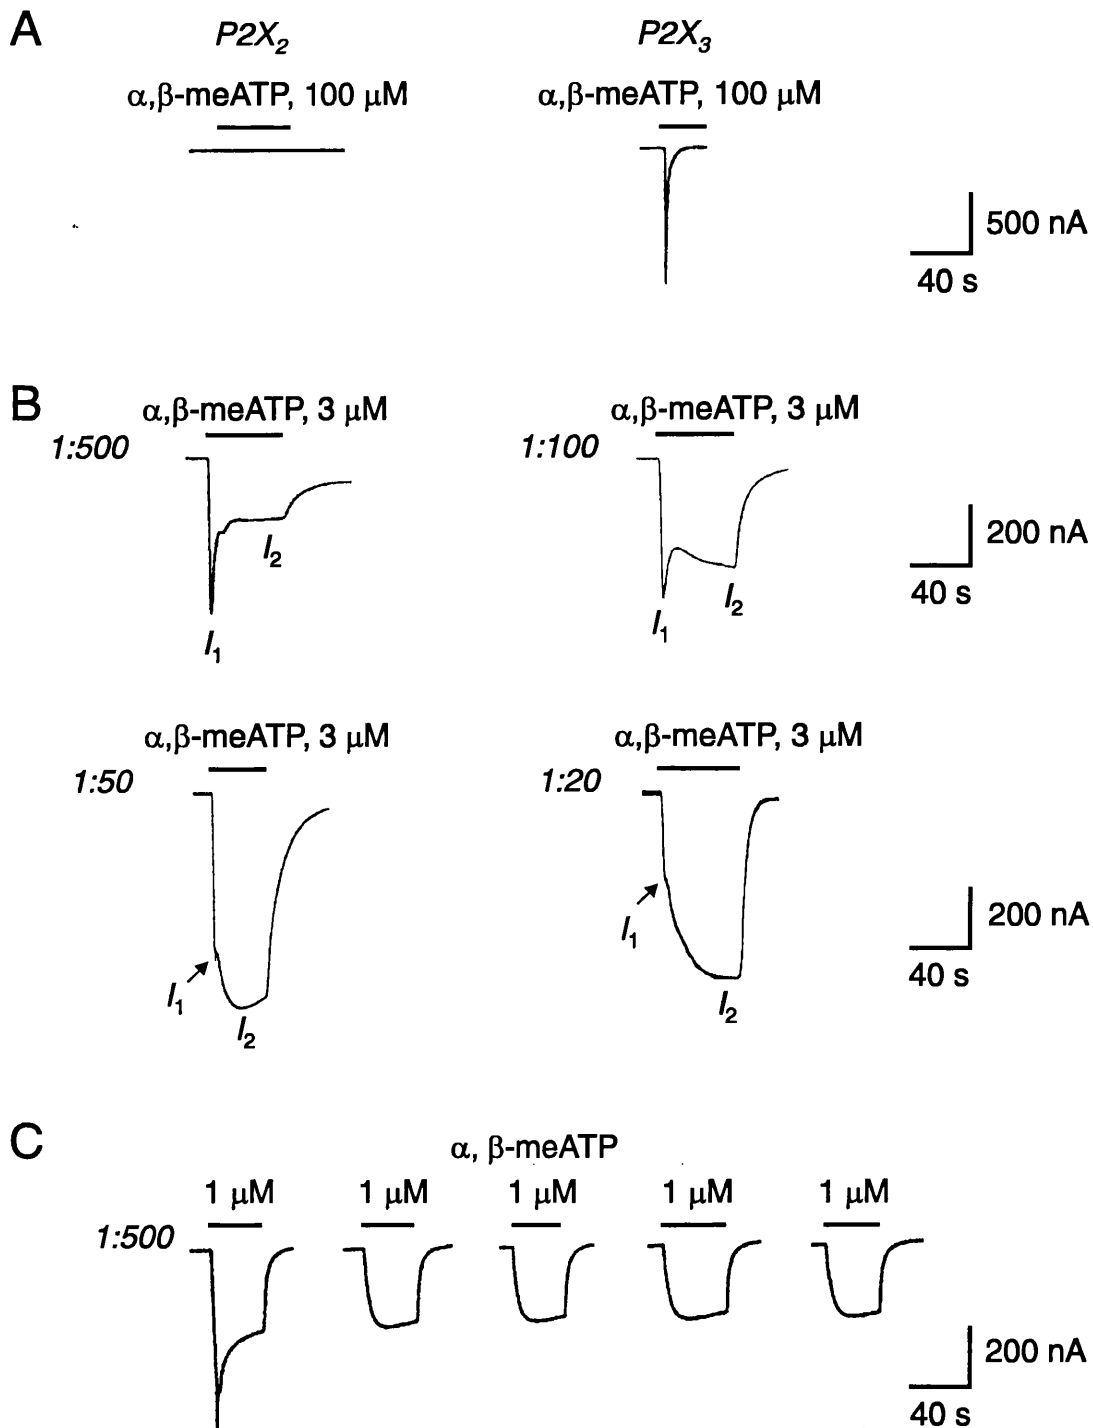 A
P2X₂
P2X₃
α,β-meATP, 100 μM
α,β-meATP, 100 μM
500 nA
40 s
B
α,β-meATP, 3 μM
α,β-meATP, 3 μM
1:500
1:100
I₂
200 nA
40 s
I₁
I₁
I₂
α,β-meATP, 3 μM
α,β-meATP, 3 μM
1:50
1:20
I₁
I₂
I₁
I₂
200 nA
40 s
C
α, β-meATP
1 μM
1 μM
1 μM
1 μM
1 μM
1:500
200 nA
40 s